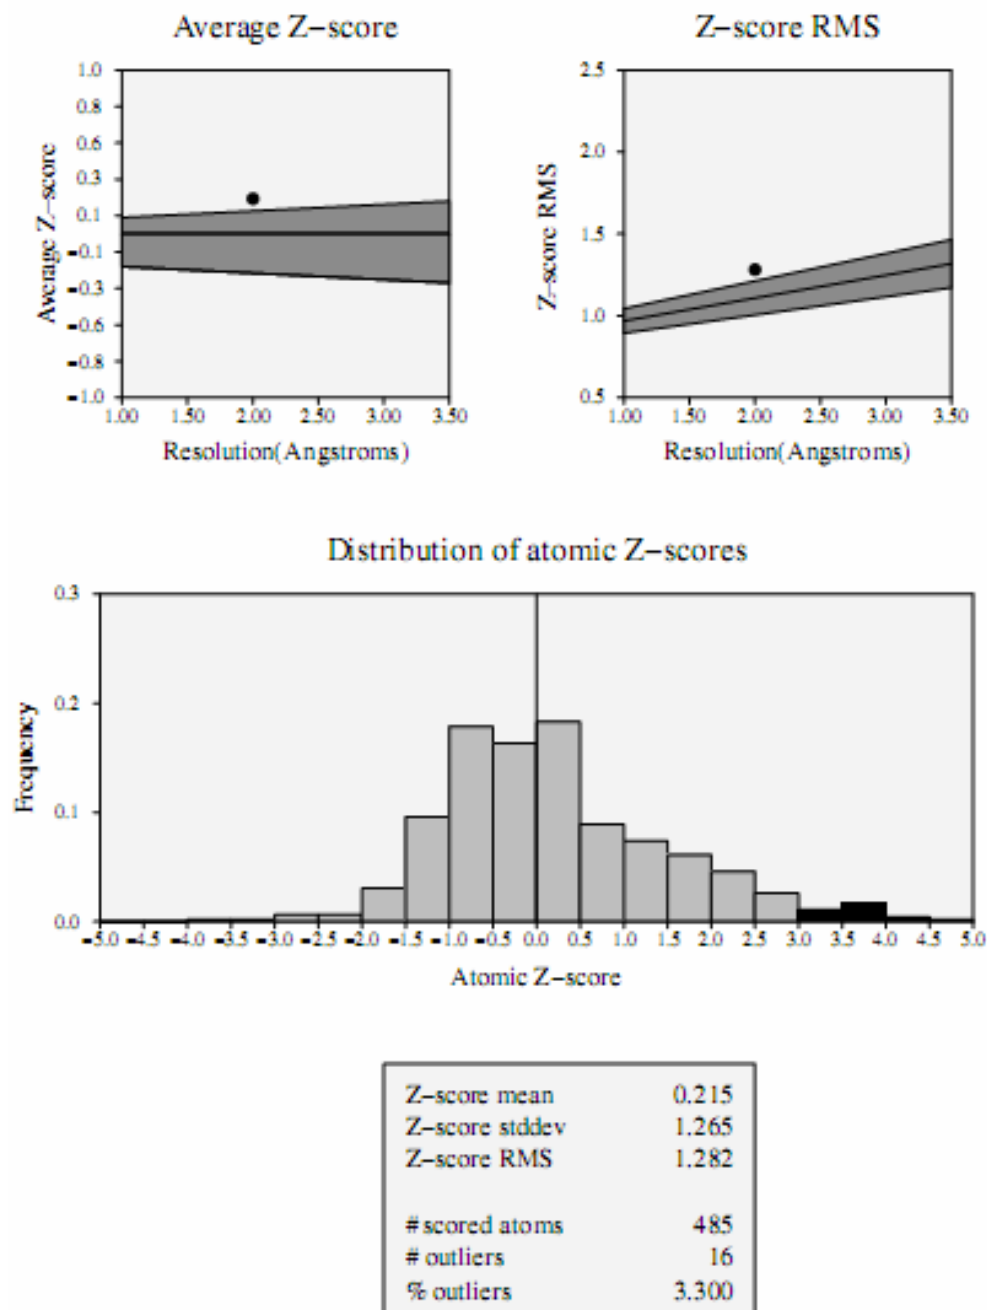 Average Z-score Z-score RMS
1.0 2.5
0.8
0.6 2.0
0.3
0.1 1.5
-0.1
-0.3 1.0
-0.6
-0.8
-1.0 0.5
Average Z-score Z-score RMS
1.00 1.50 2.00 2.50 3.00 3.50 1.00 1.50 2.00 2.50 3.00 3.50
Resolution(Angstroms) Resolution(Angstroms)
Distribution of atomic Z-scores
0.3
0.2
0.1
0.0
Frequency
-5.0 -4.5 -4.0 -3.5 -3.0 -2.5 -2.0 -1.5 -1.0 -0.5 0.0 0.5 1.0 1.5 2.0 2.5 3.0 3.5 4.0 4.5 5.0
Atomic Z-score
Z-score mean 0.215
Z-score stddev 1.265
Z-score RMS 1.282
# scored atoms 485
# outliers 16
% outliers 3.300